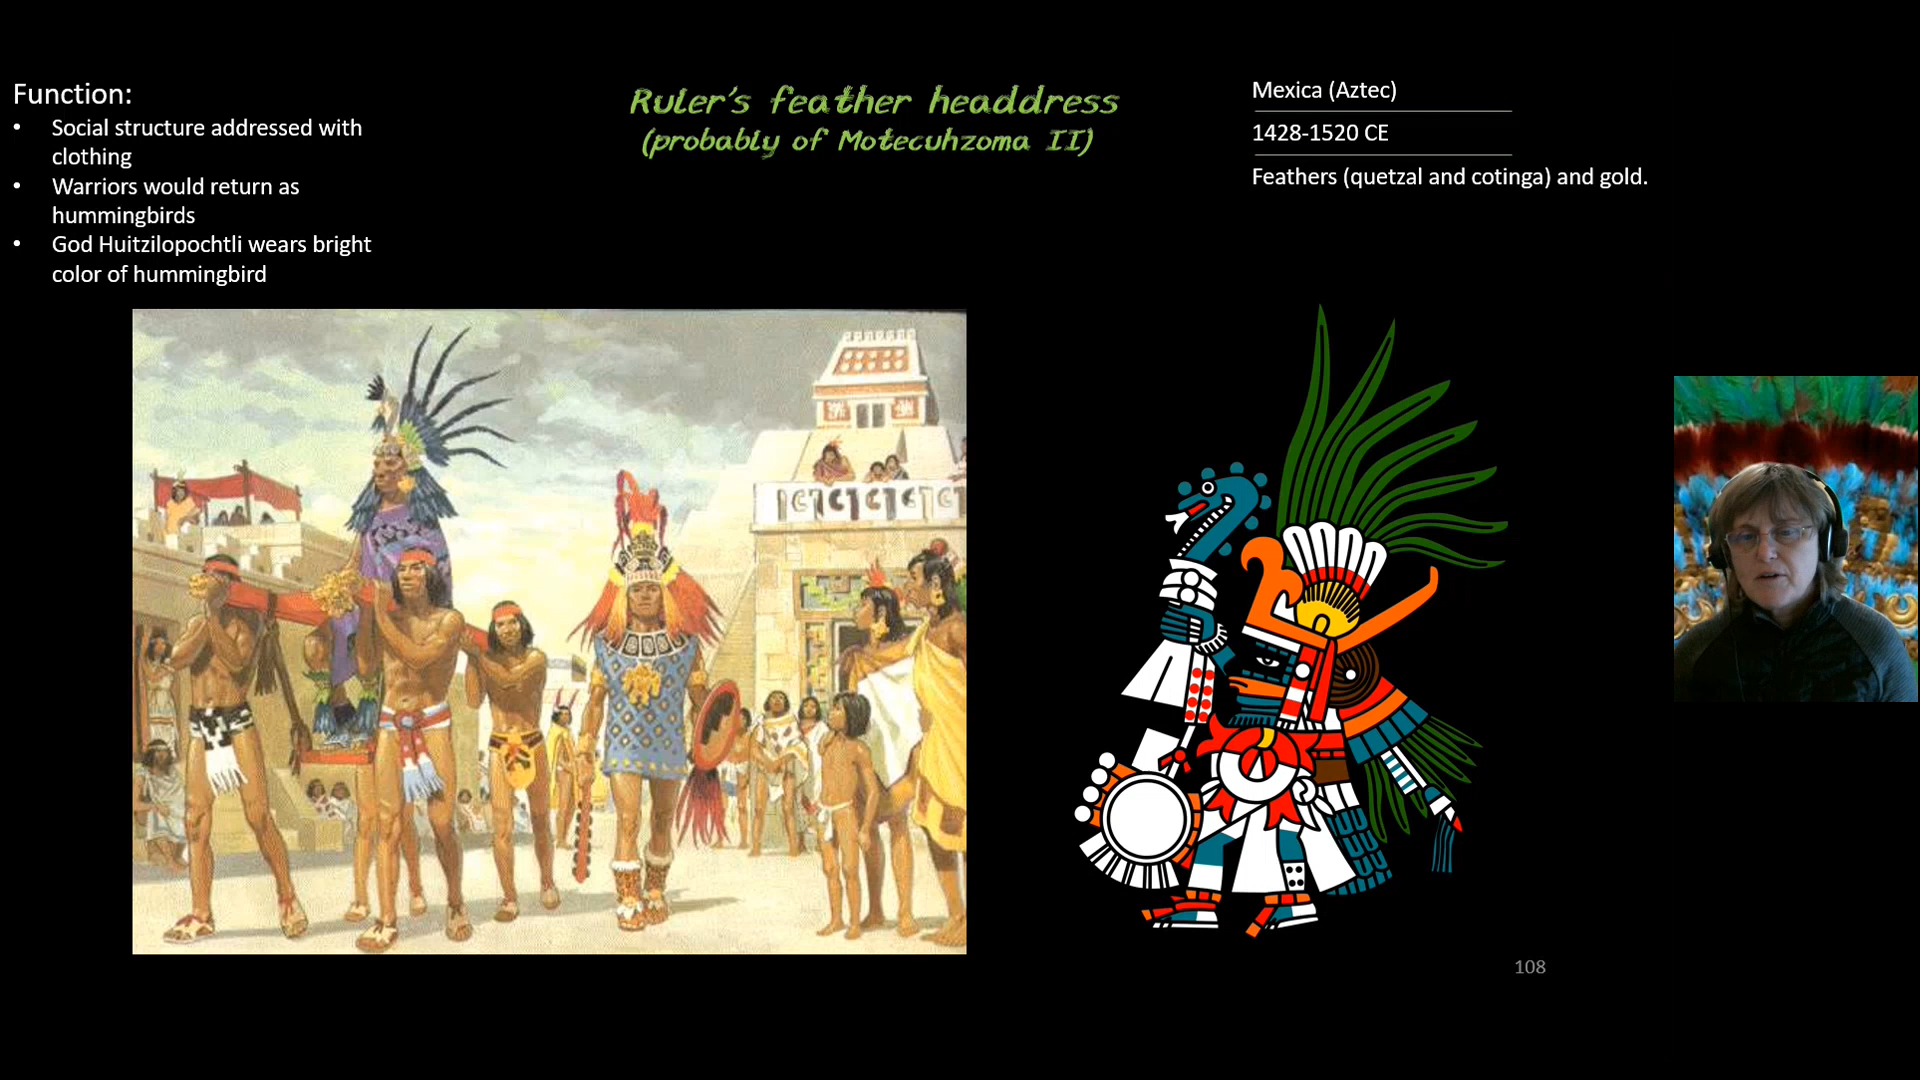 Function:
• Social structure addressed with
clothing
• Warriors would return as
hummingbirds
• God Huitzilopochtli wears bright
color of hummingbird
Ruler's feather headdress
(probably of Motecuhzoma II)
Mexica (Aztec)
1428-1520 CE
Feathers (quetzal and cotinga) and gold.
108